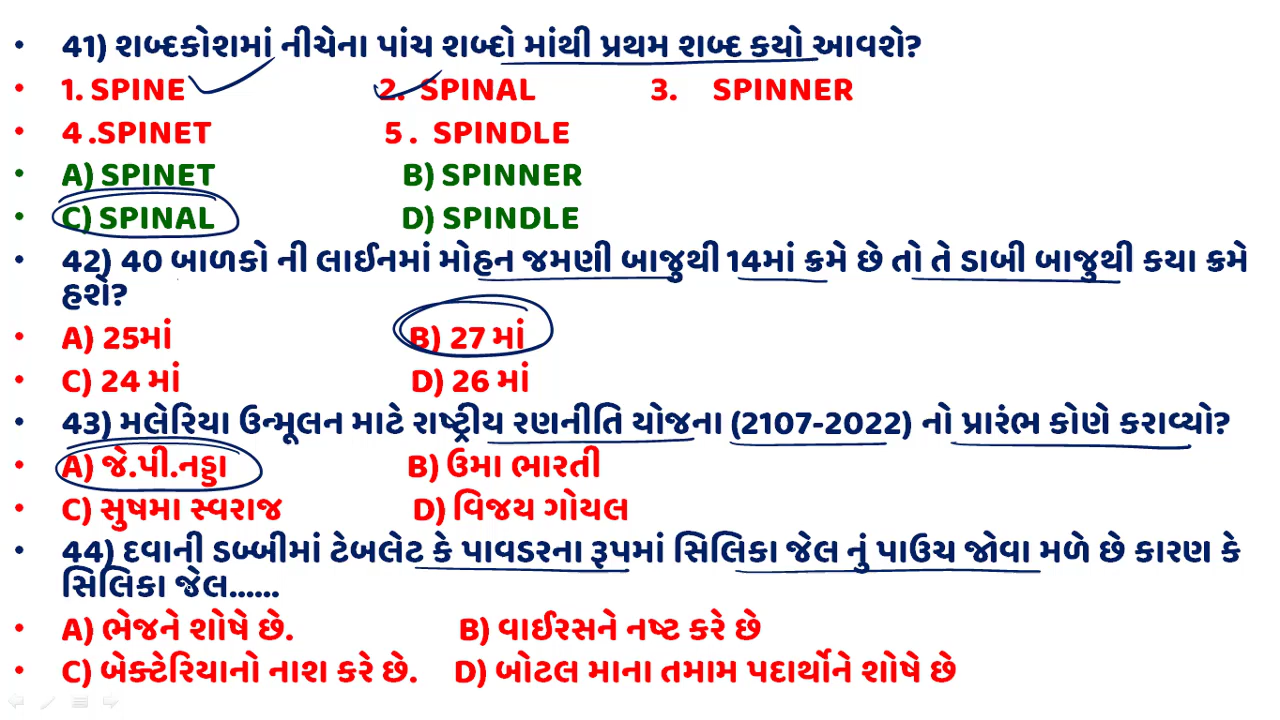 • 41) શબ્દકોશમાં નીચેના પાંચ શબ્દો માંથી પ્રથમ શબ્દ કયો આવશે?
• 1. SPINE 2. SPINAL 3. SPINNER
• 4 .SPINET 5 . SPINDLE
• A) SPINET B) SPINNER
• C) SPINAL D) SPINDLE
• 42) 40 બાળકો ની લાઈનમાં મોહન જમણી બાજુથી 14માં ક્રમે છે તો તે ડાબી બાજુથી કયા ક્રમે
હશે?
• A) 25માં B) 27 માં
• C) 24 માં D) 26 માં
• 43) મલેરિયા ઉન્મૂલન માટે રાષ્ટ્રીય રણનીતિ યોજના (2107-2022) નો પ્રારંભ કોણે કરાવ્યો?
• A) જે.પી.નડ્ડા B) ઉમા ભારતી
• C) સુષમા સ્વરાજ D) વિજય ગોયલ
• 44) દવાની ડબ્બીમાં ટેબલેટ કે પાવડરના રૂપમાં સિલિકા જેલ નું પાઉચ જોવા મળે છે કારણ કે
સિલિકા જેલ......
• A) ભેજને શોષે છે. B) વાઈરસને નષ્ટ કરે છે
• C) બેક્ટેરિયાનો નાશ કરે છે. D) બોટલ માના તમામ પદાર્થોને શોષે છે